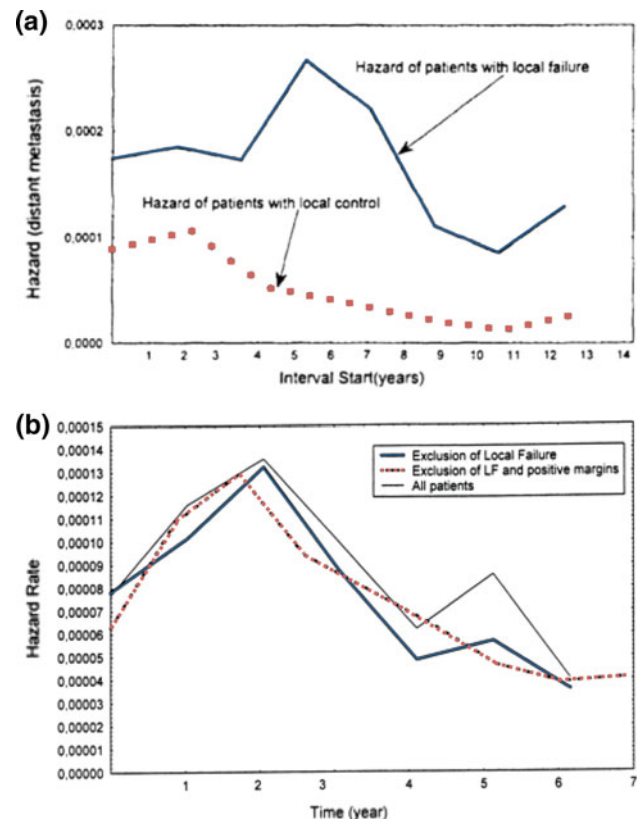 (a)
0,0003
0,0002
0,0001
0,0000
Hazard (distant metastasis)
Hazard of patients with local failure
Hazard of patients with local control
1 2 3 4 5 6 7 8 9 10 11 12 13 14
Interval Start(years)
(b)
0,00015
0,00014
0,00013
0,00012
0,00011
0,00010
0,00009
0,00008
0,00007
0,00006
0,00005
0,00004
0,00003
0,00002
0,00001
0,00000
Hazard Rate
Exclusion of Local Failure
Exclusion of LF and positive margins
All patients
1 2 3 4 5 6 7
Time (year)